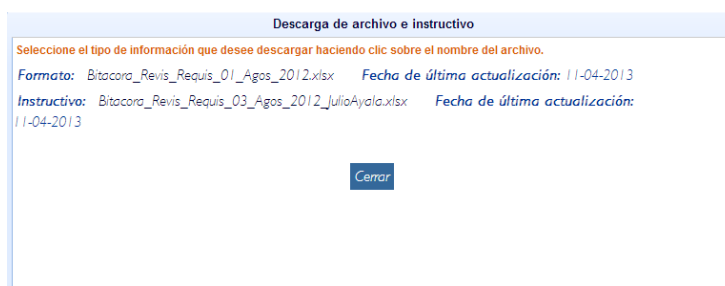 Descarga de archivo e instructivo
Seleccione el tipo de información que desee descargar haciendo clic sobre el nombre del archivo.
Formato: Bitacora_Revis_Requis_01_Agos_2012.xlsx Fecha de última actualización: 11-04-2013
Instructivo: Bitacora_Revis_Requis_03_Agos_2012_JulioAyala.xlsx Fecha de última actualización:
11-04-2013
Cerrar